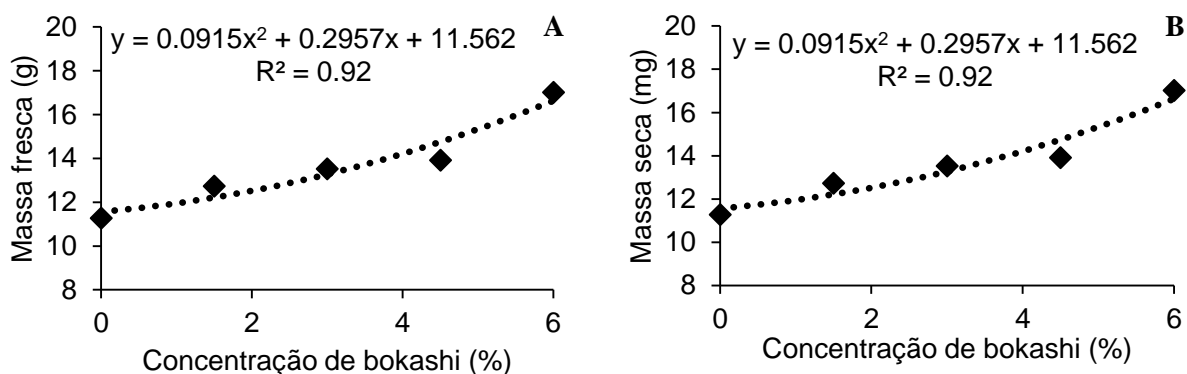 A
y = 0.0915x² + 0.2957x + 11.562
R² = 0.92
Massa fresca (g)
20
18
16
14
12
10
8
0
2
4
6
Concentração de bokashi (%)
B
y = 0.0915x² + 0.2957x + 11.562
R² = 0.92
Massa seca (mg)
20
18
16
14
12
10
8
0
2
4
6
Concentração de bokashi (%)